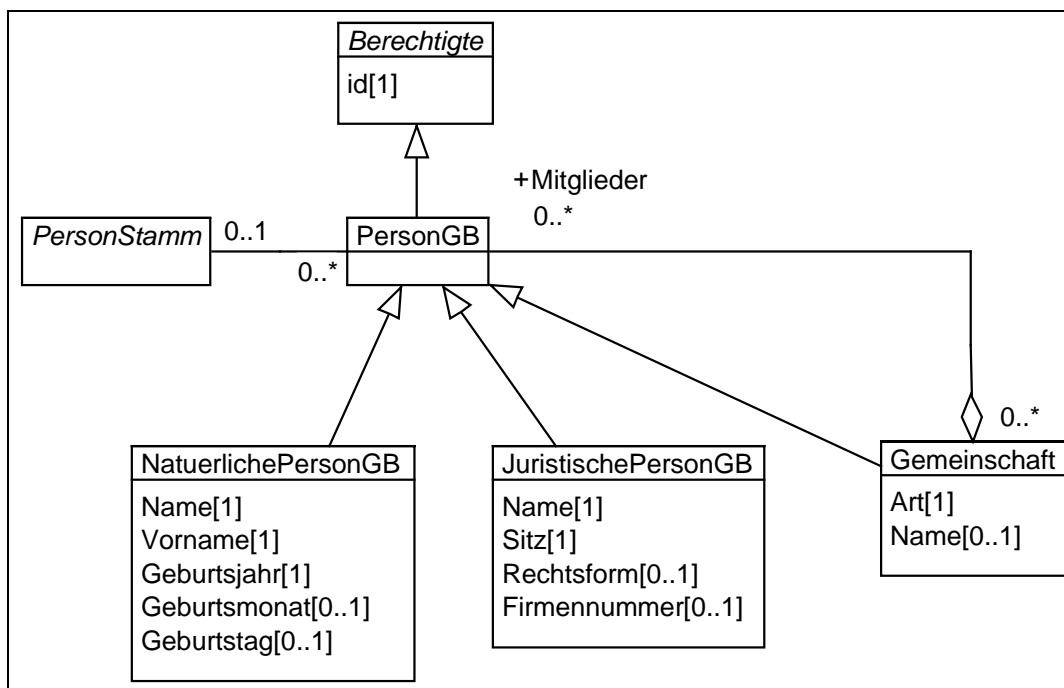 Berechtigte
id[1]
+Mitglieder
0..*
PersonStamm
0..1
0..*
PersonGB
0..*
NatuerlichePersonGB
Name[1]
Vorname[1]
Geburtsjahr[1]
Geburtsmonat[0..1]
Geburtstag[0..1]
JuristischePersonGB
Name[1]
Sitz[1]
Rechtsform[0..1]
Firmennummer[0..1]
Gemeinschaft
Art[1]
Name[0..1]